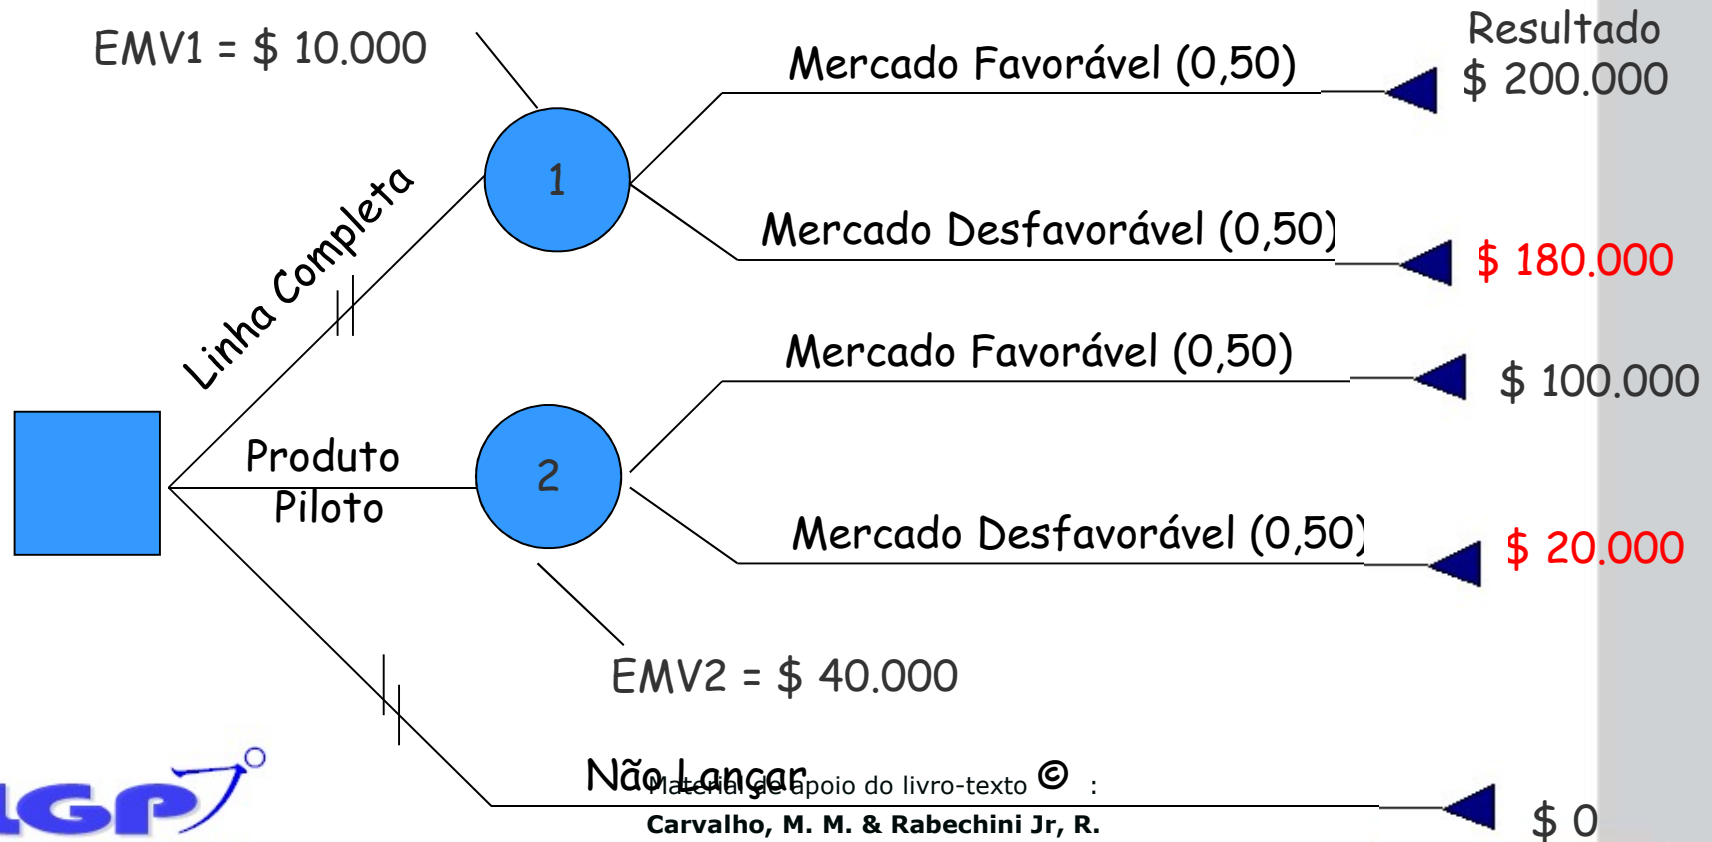 EMV1 = $ 10.000
Resultado
Mercado Favorável (0,50)
$ 200.000
1
Linha Completa
Mercado Desfavorável (0,50)
$ 180.000
Mercado Favorável (0,50)
$ 100.000
Produto
Piloto
2
Mercado Desfavorável (0,50)
$ 20.000
EMV2 = $ 40.000
Não Lançar
$ 0
Material de apoio do livro-texto © :
Carvalho, M. M. & Rabechini Jr, R.
GP